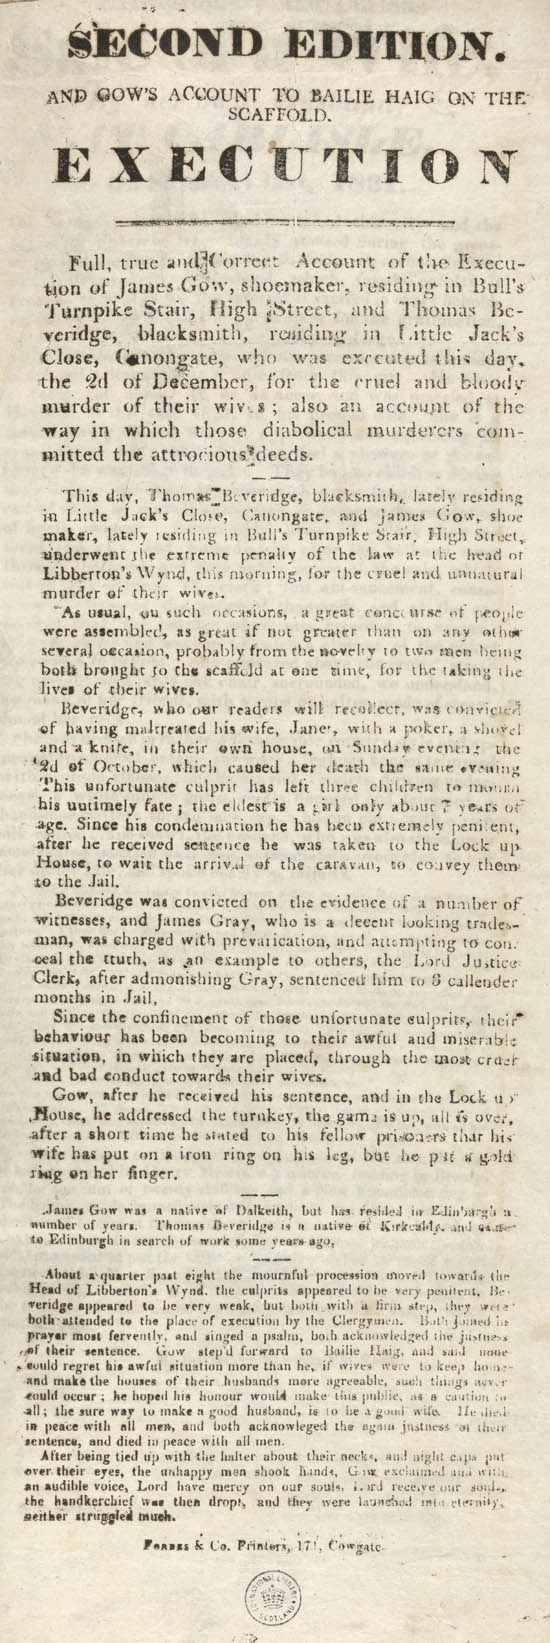 SECOND EDITION.
AND GOW'S ACCOUNT TO BAILIE HAIG ON THE
SCAFFOLD.
EXECUTION
Full, true and Correct Account of the Execu-
tion of James Gow, shoemaker, residing in Bull's
Turnpike Stair, High Street, and Thomas Be-
veridge, blacksmith, residing in Little Jack's
Close, Canongate, who was executed this day,
the 2d of December, for the cruel and bloody
murder of their wives; also an account of the
way in which those diabolical murderers com-
mitted the attrocious deeds.
This day, Thomas Beveridge, blacksmith, lately residing
in Little Jack's Close, Canongate, and James Gow, shoe
maker, lately residing in Bull's Turnpike Stair, High Street,
underwent the extreme penalty of the law at the head of
Libberton's Wynd, this morning, for the cruel and unnatural
murder of their wives.
As usual, on such occasions, a great concourse of people
were assembled, as great if not greater than on any other
several occasion, probably from the novelty to two men being
both brought to the scaffold at one time, for the taking the
lives of their wives.
Beveridge, who our readers will recollect, was convicted
of having maltreated his wife, Janet, with a poker, a shovel
and a knife, in their own house, on Sunday evening the
2d of October, which caused her death the same evening
This unfortunate culprit has left three children to mourn
his untimely fate; the eldest is a girl only about 7 years of
age. Since his condemnation he has been extremely penitent,
after he received sentence he was taken to the Lock up
House, to wait the arrival of the caravan, to convey them
to the Jail.
Beveridge was convicted on the evidence of a number of
witnesses, and James Gray, who is a decent looking trades-
man, was charged with prevarication, and attempting to con-
ceal the truth, as an example to others, the Lord Justice
Clerk, after admonishing Gray, sentenced him to 3 callender
months in Jail,
Since the confinement of those unfortunate culprits, their
behaviour has been becoming to their awful and miserable
situation, in which they are placed, through the most cruel
and bad conduct towards their wives.
Gow, after he received his sentence, and in the Lock up
House, he addressed the turnkey, the game is up, all is over,
after a short time he stated to his fellow prisoners thar his
wife has put on a iron ring on his leg, but he put a gold
ring on her finger.
James Gow was a native of Dalkeith, but has resided in Edinburgh a
number of years. Thomas Beveridge is a native of Kirkcaldy, and came
to Edinburgh in search of work some years ago,
About a quarter past eight the mournful procession moved towards the
Head of Libberton's Wynd. the culprits appeared to be very penitent, Be-
veridge appeared to be very weak, but both with a firm step, they were
both attended to the place of execution by the Clergymen. Both joined in
prayer most fervently, and singed a psalm, both acknowledged the justness
of their sentence. Gow step'd forward to Bailie Haig, and said none
could regret his awful situation more than he, if wives were to keep home
and make the houses of their husbands more agreeable, such things never
could occur; he hoped his honour would make this public, as a caution to
all; the sure way to make a good husband, is to be a good wife. He died
in peace with all men, and both acknowleged the again justness of their
sentence, and died in peace with all men.
After being tied up with the halter about their necks, and night caps put
over their eyes, the unhappy men shook hands, Gow exclaimed and with
an audible voice, Lord have mercy on our souls, Lord receive our souls,
the handkerchief was then dropt, and they were launched into eternity,
neither struggled much.
FORBES & Co. Printers, 171, Cowgate.
NATIONAL LIBRARY OF SCOTLAND